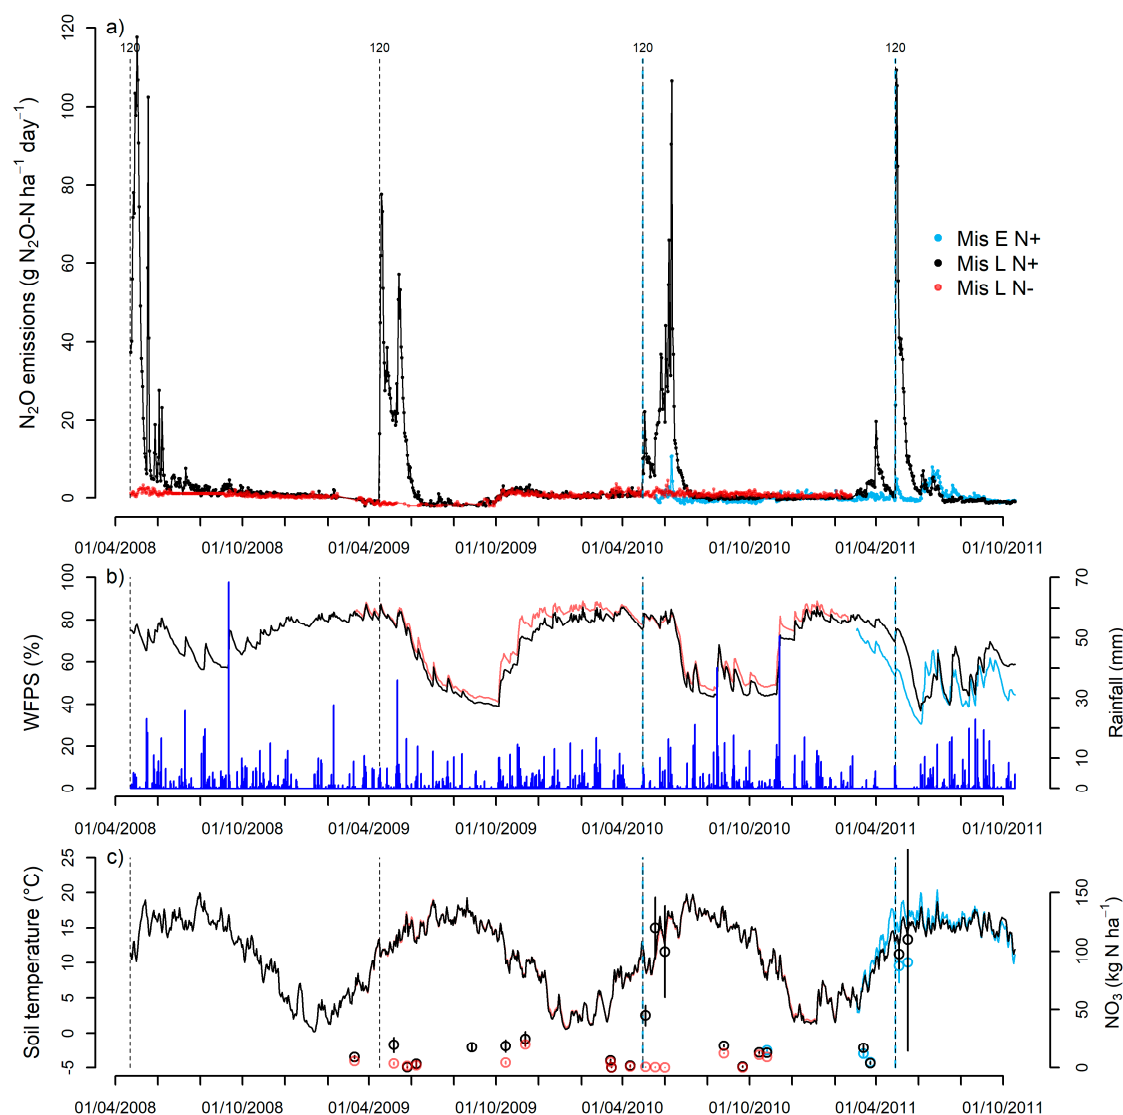 a)
120 120 120 120
N₂O emissions (g N₂O-N ha⁻¹ day⁻¹)
120
100
80
60
40
20
0
Mis E N+
Mis L N+
Mis L N-
01/04/2008 01/10/2008 01/04/2009 01/10/2009 01/04/2010 01/10/2010 01/04/2011 01/10/2011
b)
WFPS (%)
100
80
60
40
20
0
70
50
30
10
0
Rainfall (mm)
01/04/2008 01/10/2008 01/04/2009 01/10/2009 01/04/2010 01/10/2010 01/04/2011 01/10/2011
c)
Soil temperature (°C)
25
20
15
10
5
0
-5
150
100
50
0
NO₃ (kg N ha⁻¹)
01/04/2008 01/10/2008 01/04/2009 01/10/2009 01/04/2010 01/10/2010 01/04/2011 01/10/2011